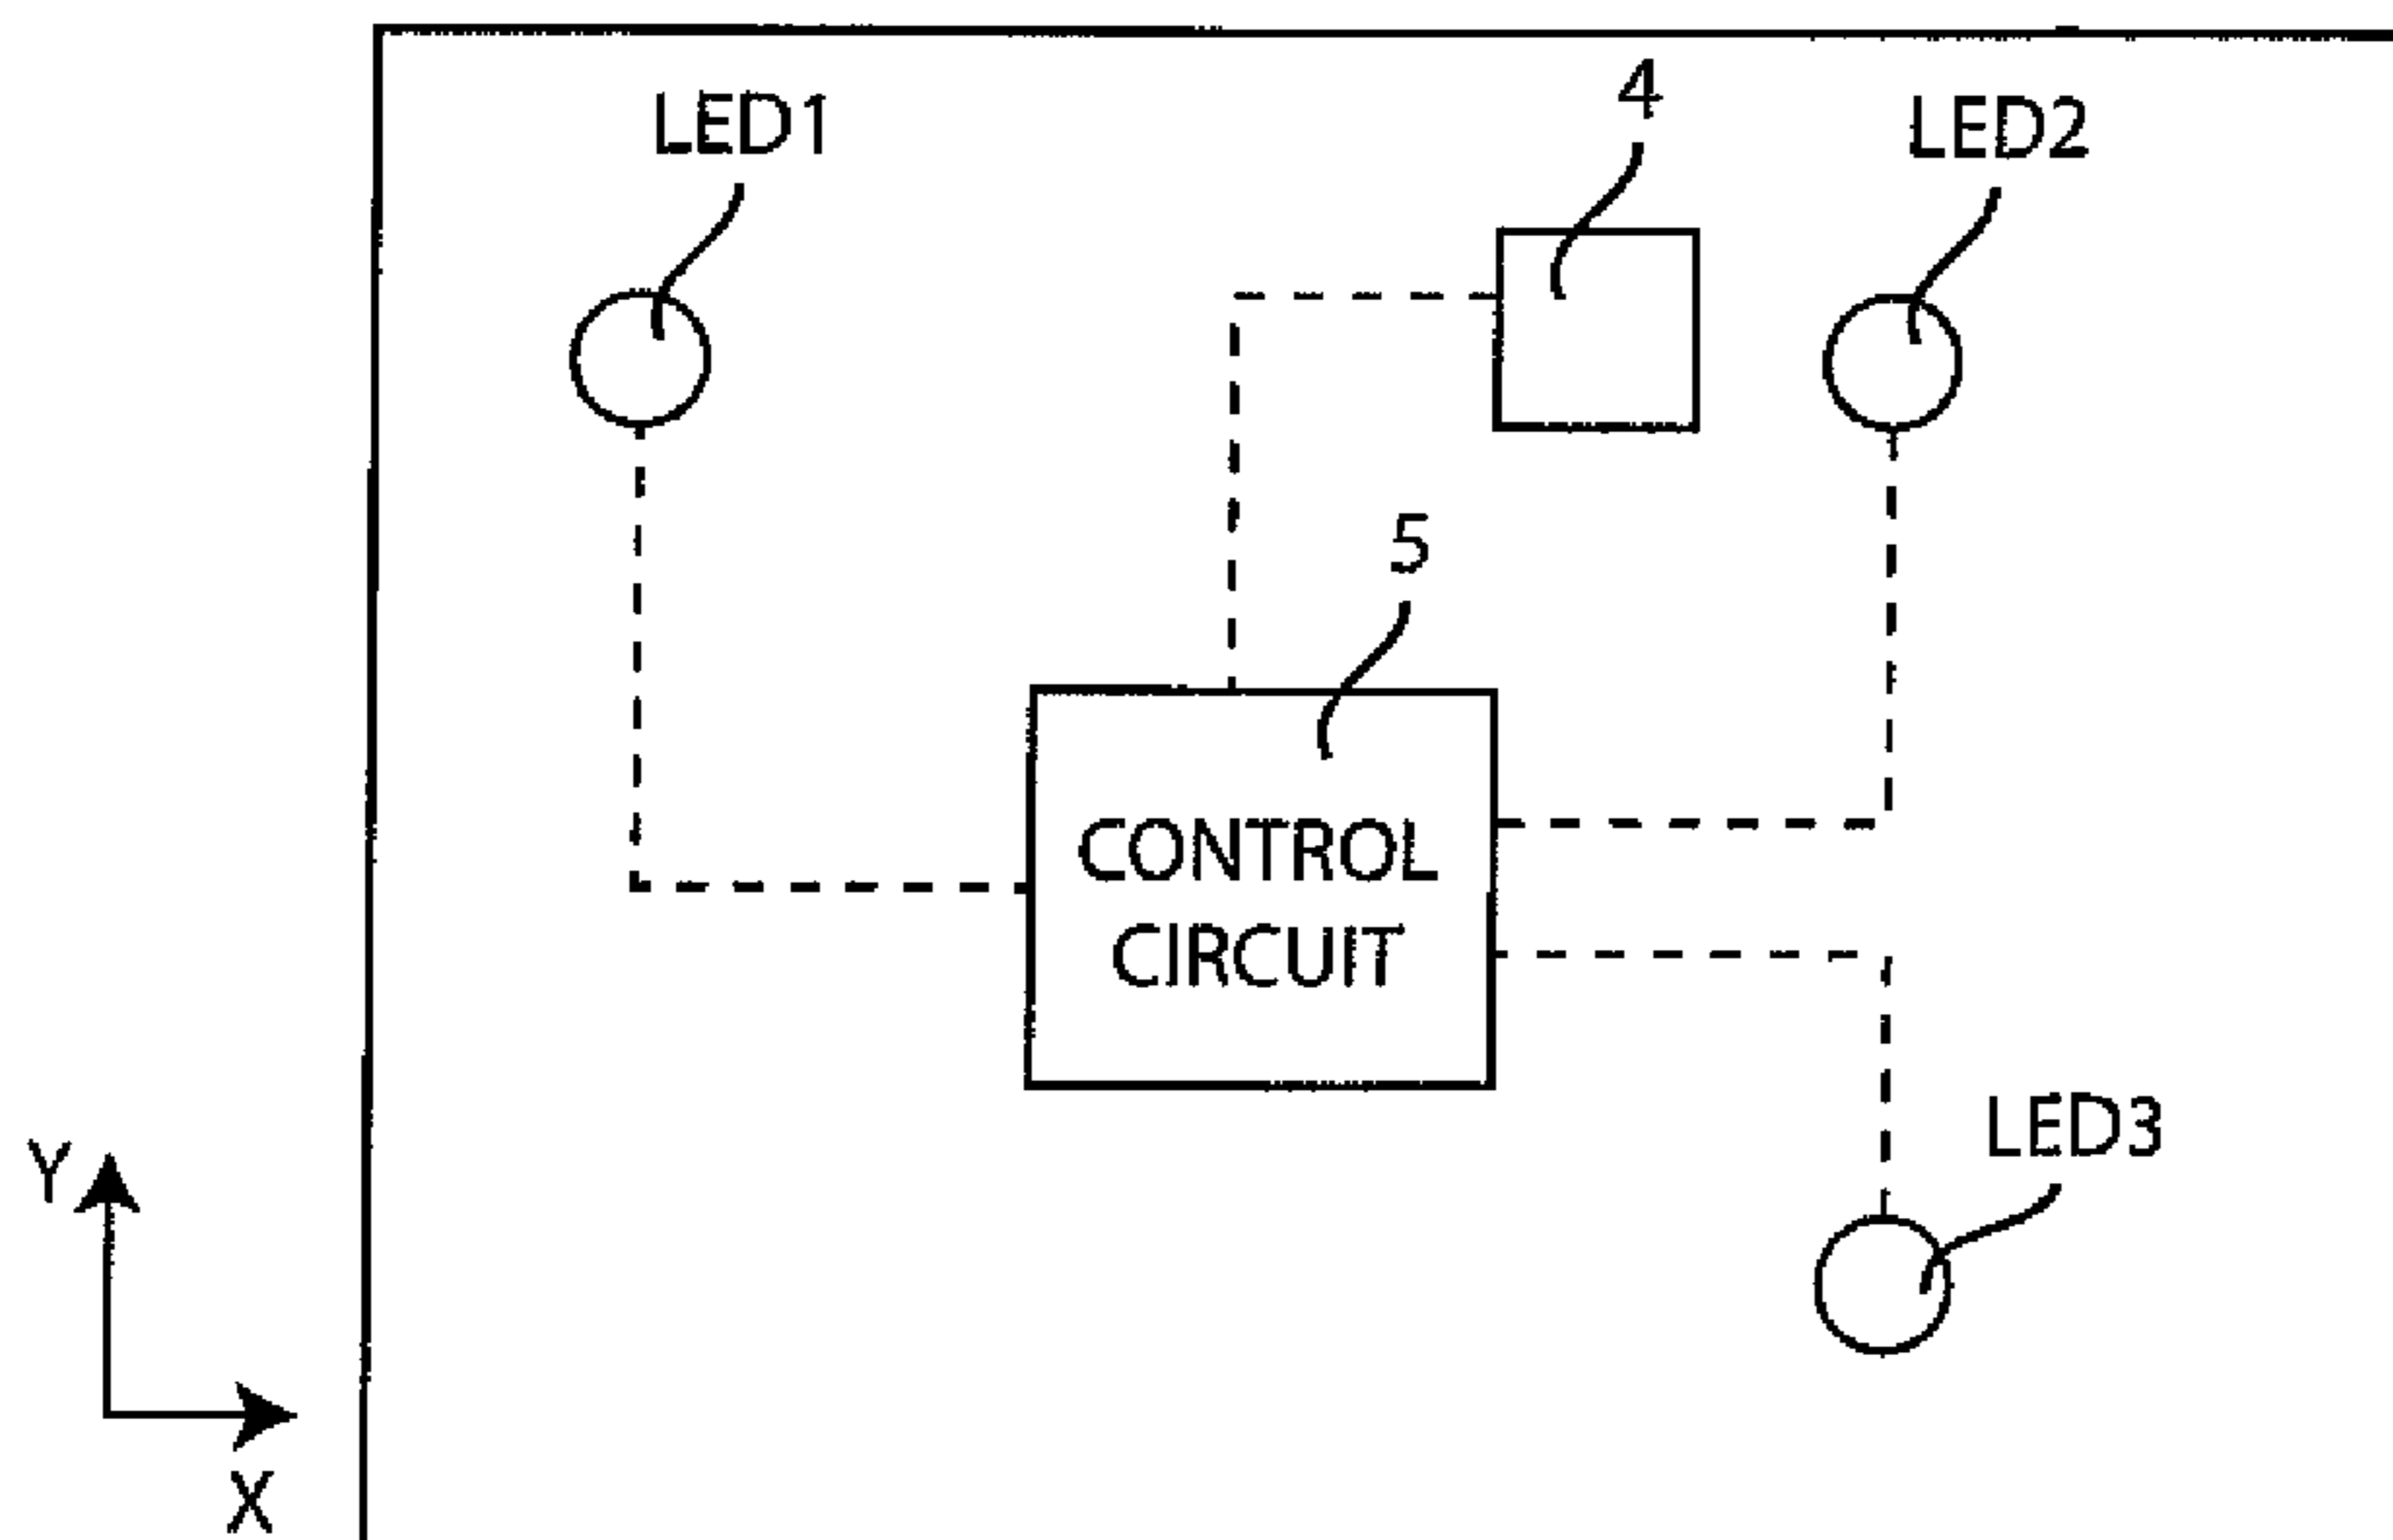 LED1
4
LED2
5
CONTROL
CIRCUIT
LED3
Y
X